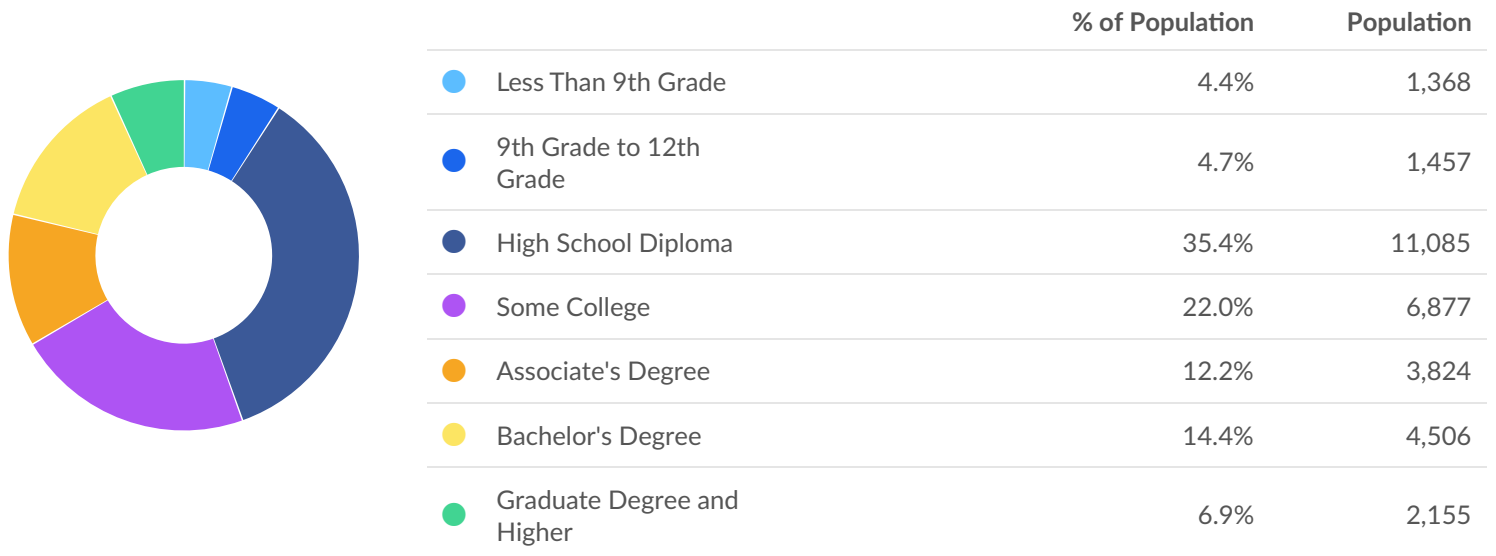 % of Population Population
Less Than 9th Grade 4.4% 1,368
9th Grade to 12th
Grade 4.7% 1,457
High School Diploma 35.4% 11,085
Some College 22.0% 6,877
Associate's Degree 12.2% 3,824
Bachelor's Degree 14.4% 4,506
Graduate Degree and
Higher 6.9% 2,155